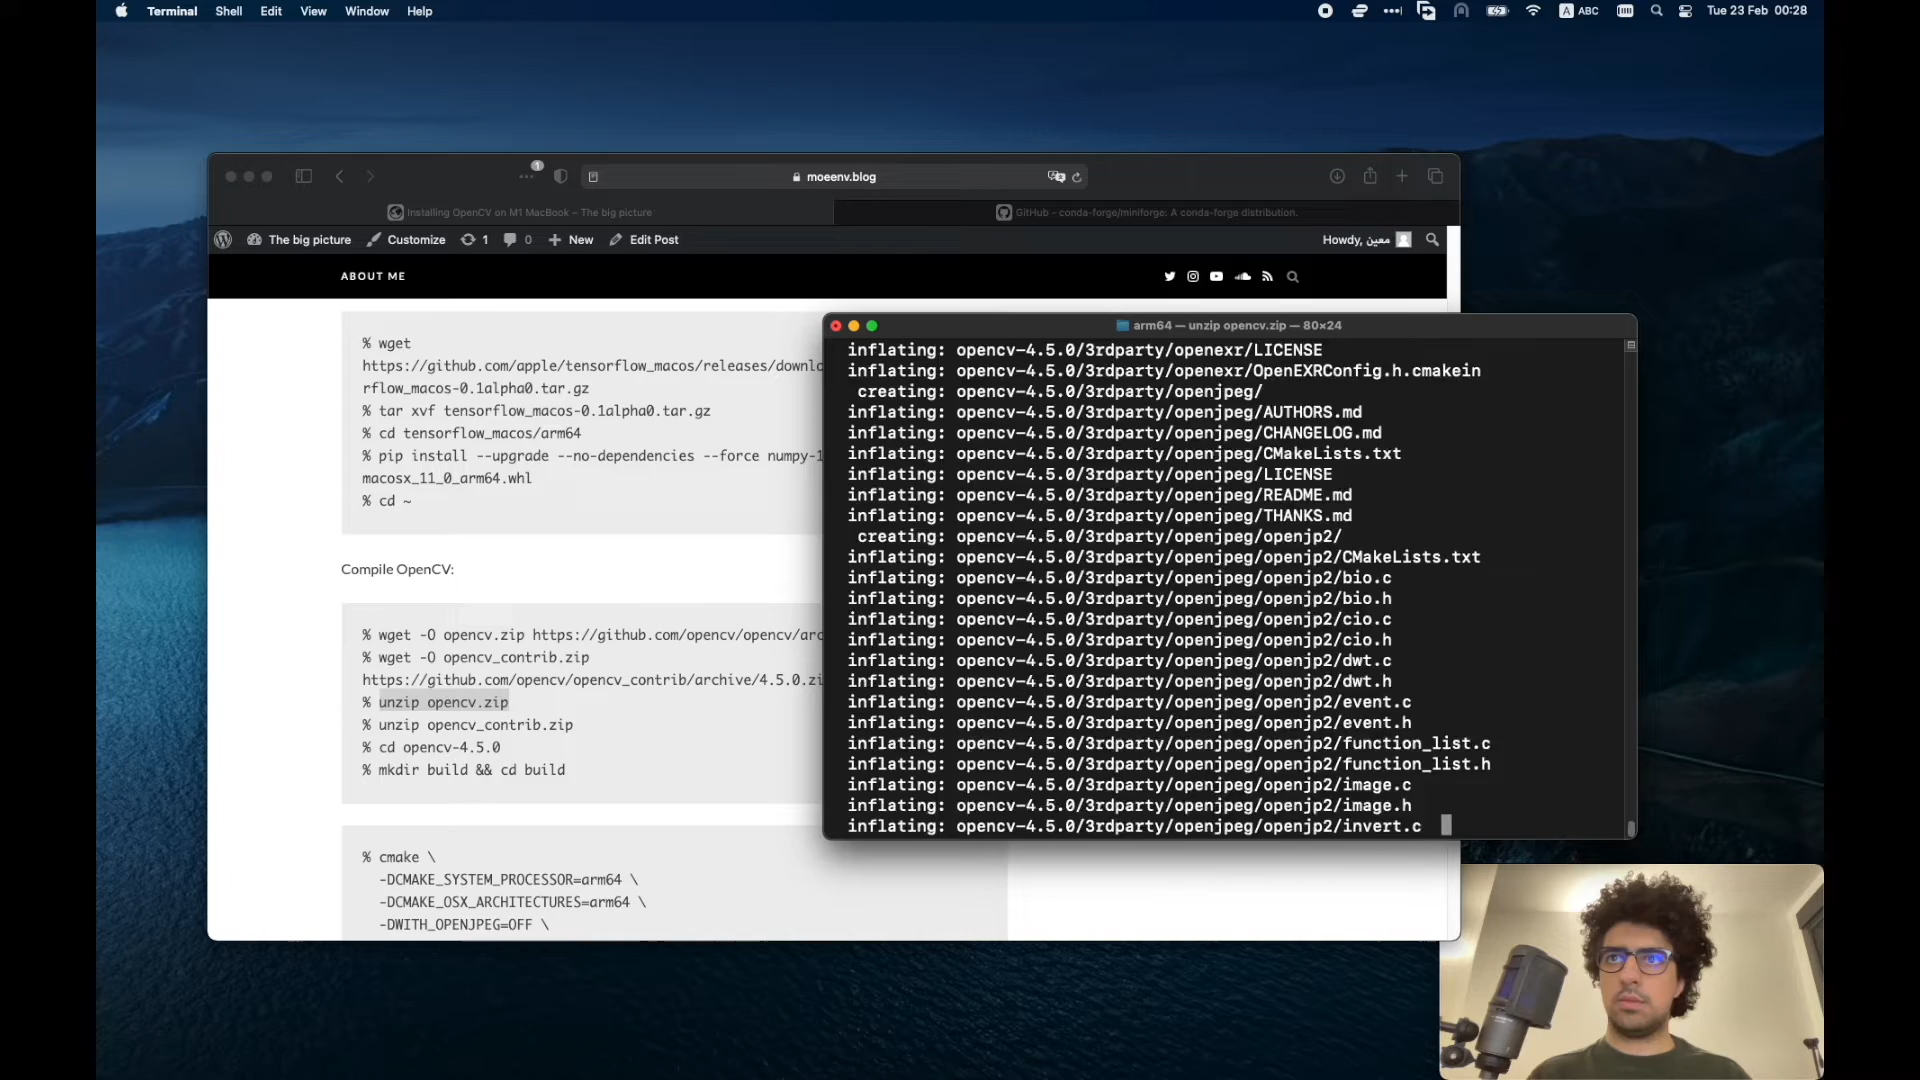 Terminal Shell Edit View Window Help
A ABC
Tue 23 Feb 00:28
1
moeenv.blog
Installing OpenCV on M1 MacBook – The big picture
GitHub - conda-forge/miniforge: A conda-forge distribution.
The big picture Customize 1 0 New Edit Post
Howdy, معين
ABOUT ME
% wget
https://github.com/apple/tensorflow_macos/releases/downlo
rflow_macos-0.1alpha0.tar.gz
% tar xvf tensorflow_macos-0.1alpha0.tar.gz
% cd tensorflow_macos/arm64
% pip install --upgrade --no-dependencies --force numpy-1
macosx_11_0_arm64.whl
% cd ~
Compile OpenCV:
% wget -O opencv.zip https://github.com/opencv/opencv/arc
% wget -O opencv_contrib.zip
https://github.com/opencv/opencv_contrib/archive/4.5.0.zi
% unzip opencv.zip
% unzip opencv_contrib.zip
% cd opencv-4.5.0
% mkdir build && cd build
% cmake \
-DCMAKE_SYSTEM_PROCESSOR=arm64 \
-DCMAKE_OSX_ARCHITECTURES=arm64 \
-DWITH_OPENJPEG=OFF \
arm64 — unzip opencv.zip — 80×24
inflating: opencv-4.5.0/3rdparty/openexr/LICENSE
inflating: opencv-4.5.0/3rdparty/openexr/OpenEXRConfig.h.cmakein
creating: opencv-4.5.0/3rdparty/openjpeg/
inflating: opencv-4.5.0/3rdparty/openjpeg/AUTHORS.md
inflating: opencv-4.5.0/3rdparty/openjpeg/CHANGELOG.md
inflating: opencv-4.5.0/3rdparty/openjpeg/CMakeLists.txt
inflating: opencv-4.5.0/3rdparty/openjpeg/LICENSE
inflating: opencv-4.5.0/3rdparty/openjpeg/README.md
inflating: opencv-4.5.0/3rdparty/openjpeg/THANKS.md
creating: opencv-4.5.0/3rdparty/openjpeg/openjp2/
inflating: opencv-4.5.0/3rdparty/openjpeg/openjp2/CMakeLists.txt
inflating: opencv-4.5.0/3rdparty/openjpeg/openjp2/bio.c
inflating: opencv-4.5.0/3rdparty/openjpeg/openjp2/bio.h
inflating: opencv-4.5.0/3rdparty/openjpeg/openjp2/cio.c
inflating: opencv-4.5.0/3rdparty/openjpeg/openjp2/cio.h
inflating: opencv-4.5.0/3rdparty/openjpeg/openjp2/dwt.c
inflating: opencv-4.5.0/3rdparty/openjpeg/openjp2/dwt.h
inflating: opencv-4.5.0/3rdparty/openjpeg/openjp2/event.c
inflating: opencv-4.5.0/3rdparty/openjpeg/openjp2/event.h
inflating: opencv-4.5.0/3rdparty/openjpeg/openjp2/function_list.c
inflating: opencv-4.5.0/3rdparty/openjpeg/openjp2/function_list.h
inflating: opencv-4.5.0/3rdparty/openjpeg/openjp2/image.c
inflating: opencv-4.5.0/3rdparty/openjpeg/openjp2/image.h
inflating: opencv-4.5.0/3rdparty/openjpeg/openjp2/invert.c